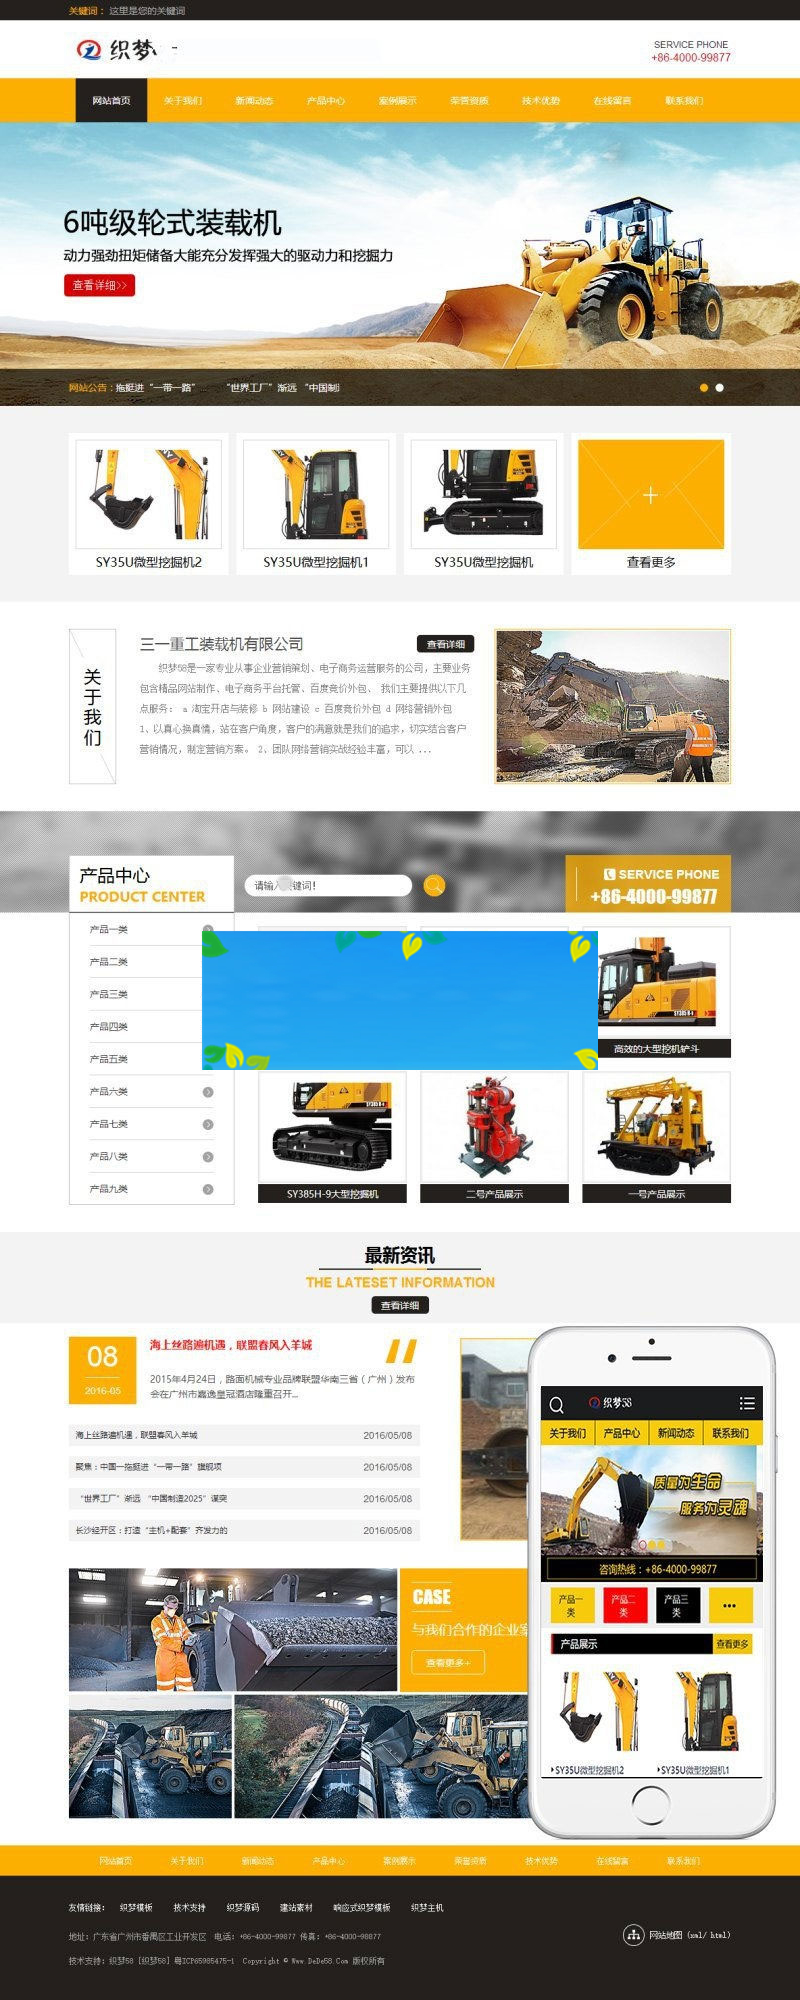 关键词： 这里是您的关键词
织梦 -
SERVICE PHONE
+86-4000-99877
网站首页 关于我们 新闻动态 产品中心 案例展示 荣誉资质 技术优势 在线留言 联系我们
6吨级轮式装载机
动力强劲扭矩储备大能充分发挥强大的驱动力和挖掘力
查看详细>>
网站公告：拖挺进“一带一路”... “世界工厂”渐远 “中国制
SY35U微型挖掘机2 SY35U微型挖掘机1 SY35U微型挖掘机 查看更多
关于我们
三一重工装载机有限公司 查看详细
织梦58是一家专业从事企业营销策划、电子商务运营服务的公司，主要业务
包含精品网站制作、电子商务平台托管、百度竞价外包、 我们主要提供以下几
点服务： a 淘宝开店与装修 b 网站建设 c 百度竞价外包 d 网络营销外包
1、以真心换真情，站在客户角度，客户的满意就是我们的追求，切实结合客户
营销情况，制定营销方案。 2、团队网络营销实战经验丰富，可以 ...
产品中心
PRODUCT CENTER
请输入关键词!
SERVICE PHONE
+86-4000-99877
产品一类
产品二类
产品三类
产品四类
产品五类
产品六类
产品七类
产品八类
产品九类
高效的大型挖机铲斗
SY385H-9大型挖掘机 二号产品展示 一号产品展示
最新资讯
THE LATESET INFORMATION
查看详细
08
2016-05
海上丝路遍机遇，联盟春风入羊城
2015年4月24日，路面机械专业品牌联盟华南三省（广州）发布
会在广州市嘉逸皇冠酒店隆重召开...
海上丝路遍机遇，联盟春风入羊城 2016/05/08
聚焦：中国一拖挺进“一带一路”旗舰项 2016/05/08
“世界工厂”渐远 “中国制造2025”谋突 2016/05/08
长沙经开区：打造“主机+配套”齐发力的 2016/05/08
CASE
与我们合作的企业案
查看更多+
织梦58
关于我们 产品中心 新闻动态 联系我们
质量为生命
服务为灵魂
咨询热线：+86-4000-99877
产品一类 产品二类 产品三类 •••
产品展示 查看更多
SY35U微型挖掘机2 SY35U微型挖掘机1
网站首页 关于我们 新闻动态 产品中心 案例展示 荣誉资质 技术优势 在线留言 联系我们
友情链接： 织梦模板 技术支持 织梦源码 建站素材 响应式织梦模板 织梦主机
地址：广东省广州市番禺区工业开发区 电话：+86-4000-99877 传真：+86-4000-98877
技术支持：织梦58 [织梦58] 粤ICP65985475-1 Copyright © Www.DeDe58.Com 版权所有
网站地图 (xml/ html)